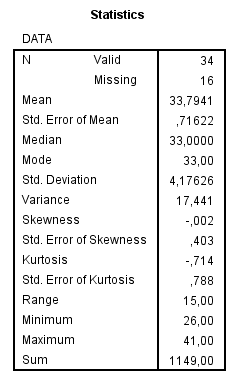 Statistics
DATA
N Valid 34
Missing 16
Mean 33,7941
Std. Error of Mean ,71622
Median 33,0000
Mode 33,00
Std. Deviation 4,17626
Variance 17,441
Skewness -,002
Std. Error of Skewness ,403
Kurtosis -,714
Std. Error of Kurtosis ,788
Range 15,00
Minimum 26,00
Maximum 41,00
Sum 1149,00